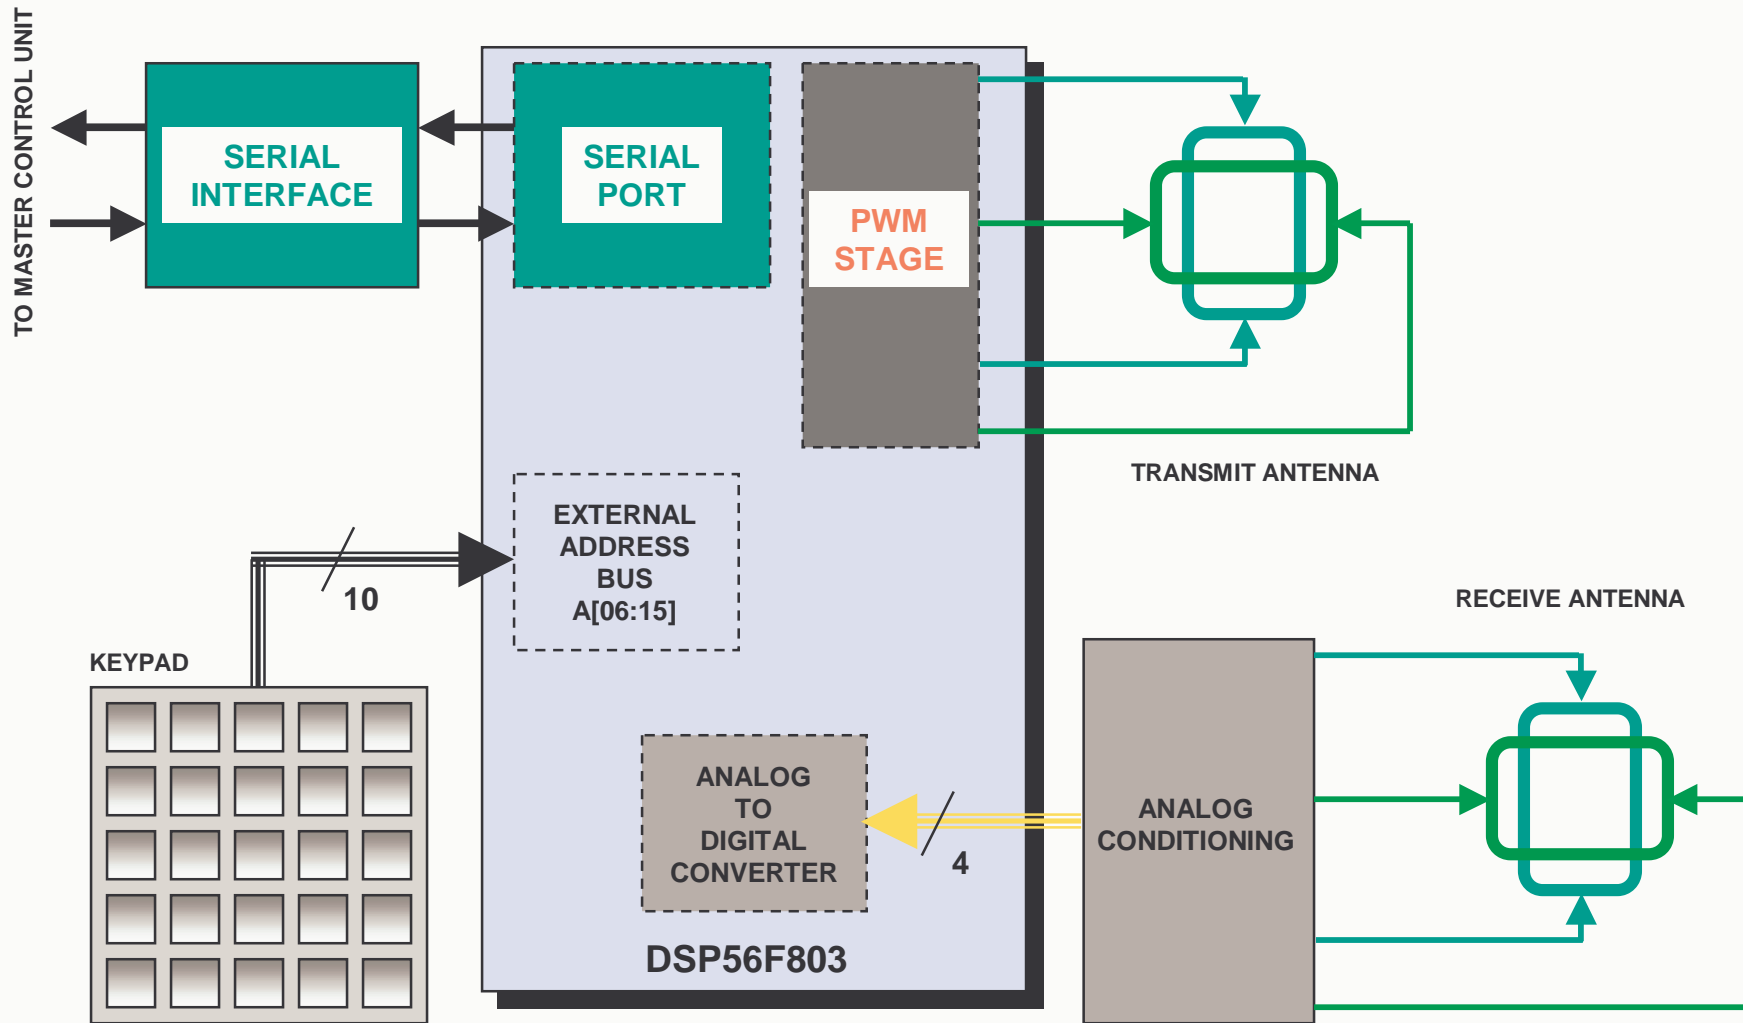 TO MASTER CONTROL UNIT
SERIAL
INTERFACE
SERIAL
PORT
PWM
STAGE
TRANSMIT ANTENNA
EXTERNAL
ADDRESS
BUS
A[06:15]
10
KEYPAD
RECEIVE ANTENNA
ANALOG
TO
DIGITAL
CONVERTER
4
ANALOG
CONDITIONING
DSP56F803